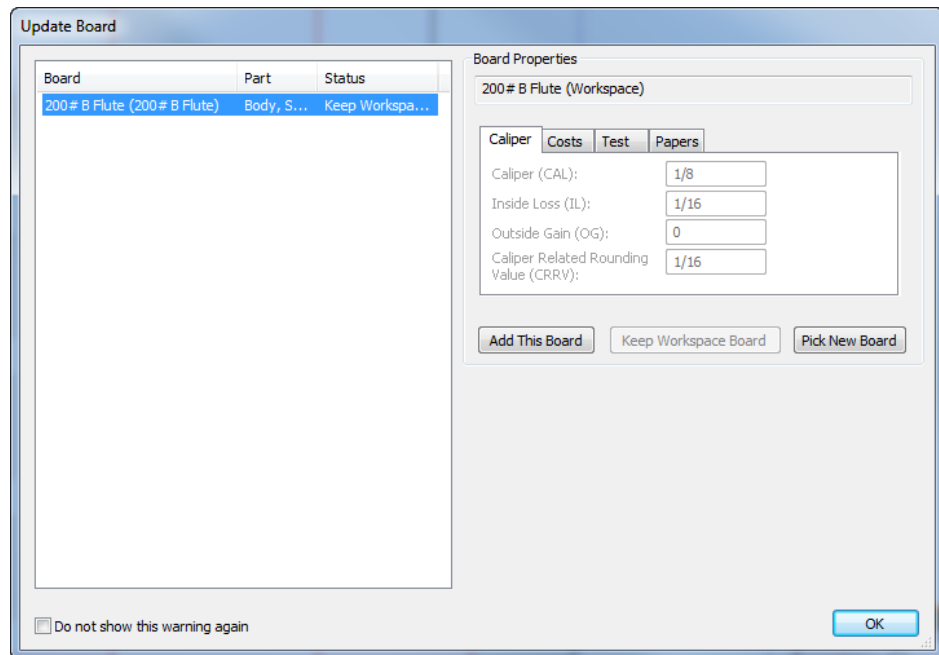 Update Board
Board Part Status
200# B Flute (200# B Flute) Body, S... Keep Workspa...
Board Properties
200# B Flute (Workspace)
Caliper Costs Test Papers
Caliper (CAL): 1/8
Inside Loss (IL): 1/16
Outside Gain (OG): 0
Caliper Related Rounding
Value (CRRV): 1/16
Add This Board Keep Workspace Board Pick New Board
Do not show this warning again
OK